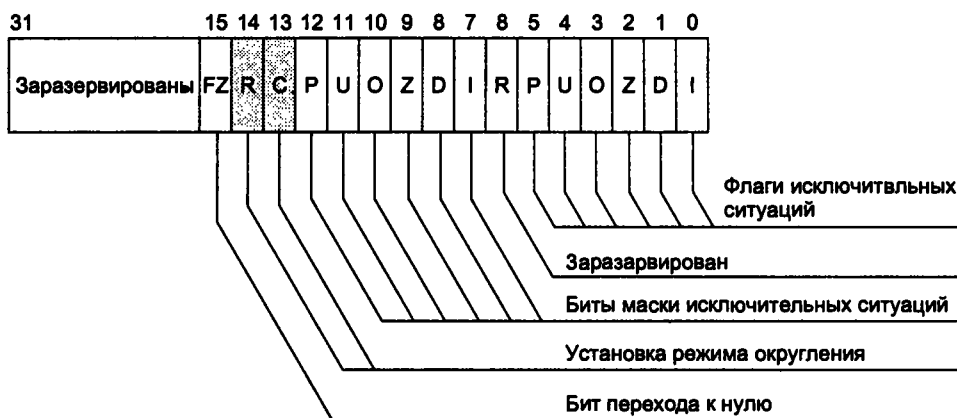 31 15 14 13 12 11 10 9 8 7 8 5 4 3 2 1 0
Заразервированы FZ R C P U O Z D I R P U O Z D I
Флаги исключитвльных
ситуаций
Заразарвирован
Биты маски исключительных ситуаций
Установка режима округления
Бит перехода к нулю